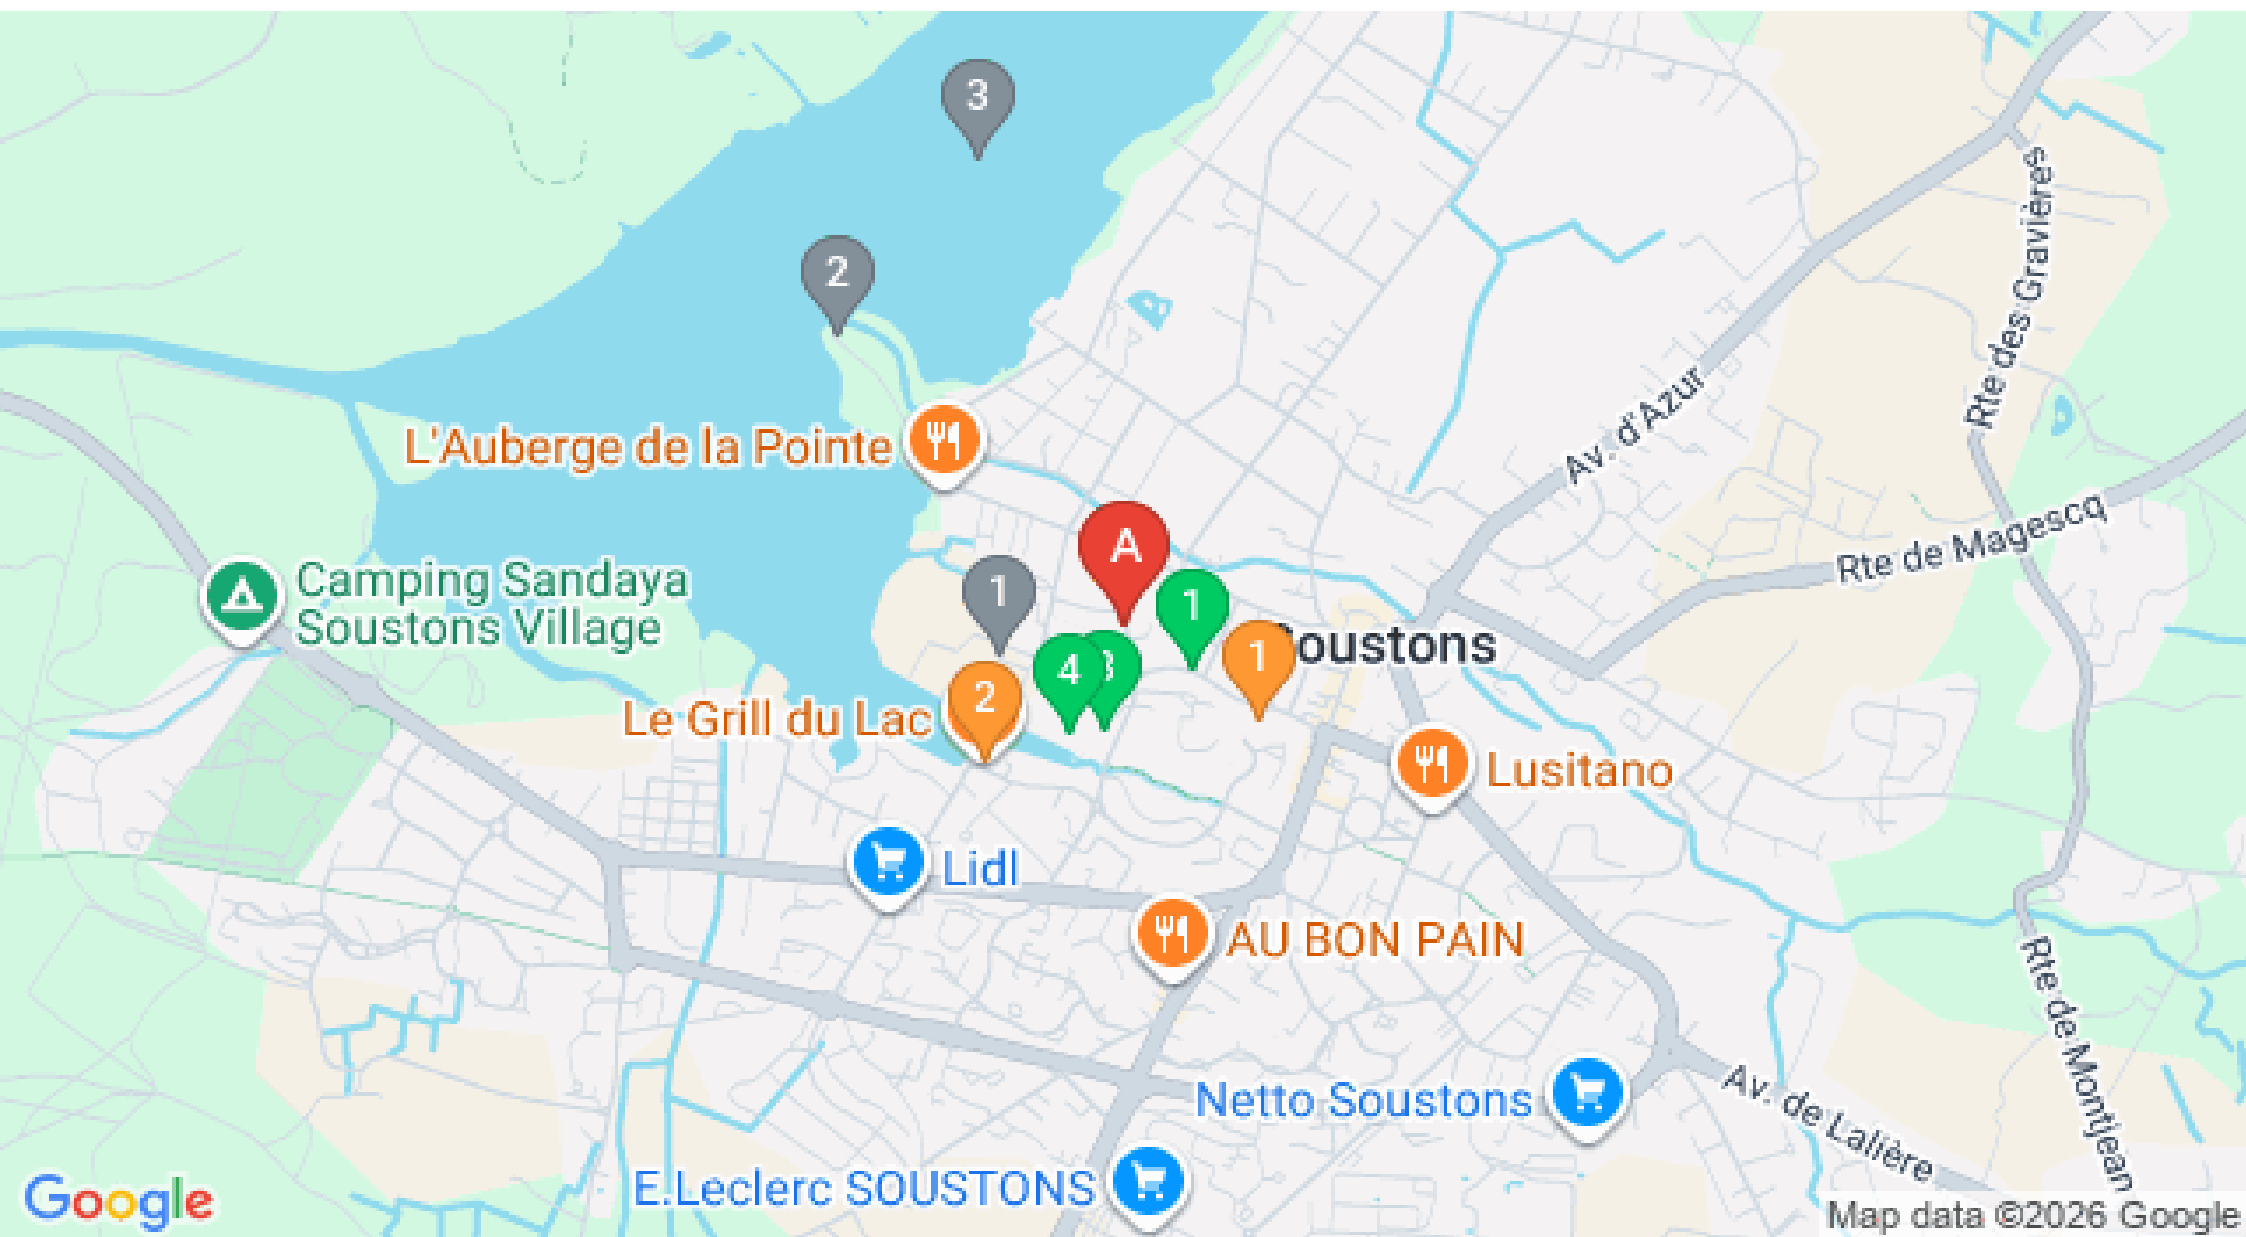 3
2
Rte des Gravières
Av. d'Azur
L'Auberge de la Pointe
Rte de Magescq
A
Camping Sandaya
Soustons Village
1
1
1
oustons
4
3
2
Le Grill du Lac
Lusitano
Lidl
AU BON PAIN
Rte de Montjean
Netto Soustons
Av. de Lalière
E.Leclerc SOUSTONS
Google
Map data ©2026 Google